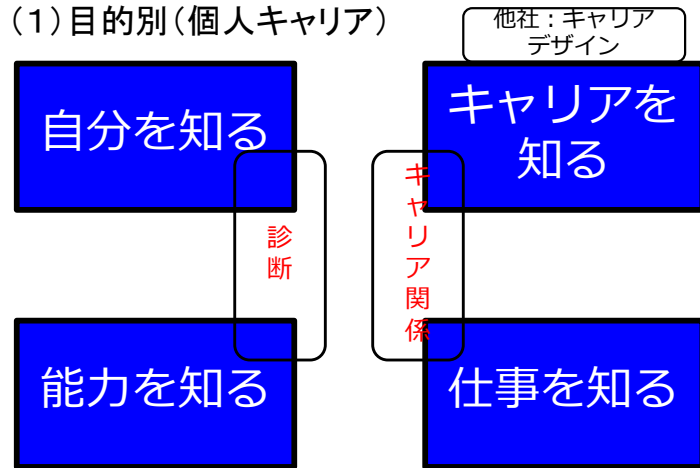 (1)目的別(個人キャリア)
他社:キャリア
デザイン
自分を知る
キャリアを
知る
診断
キャリア関係
能力を知る
仕事を知る